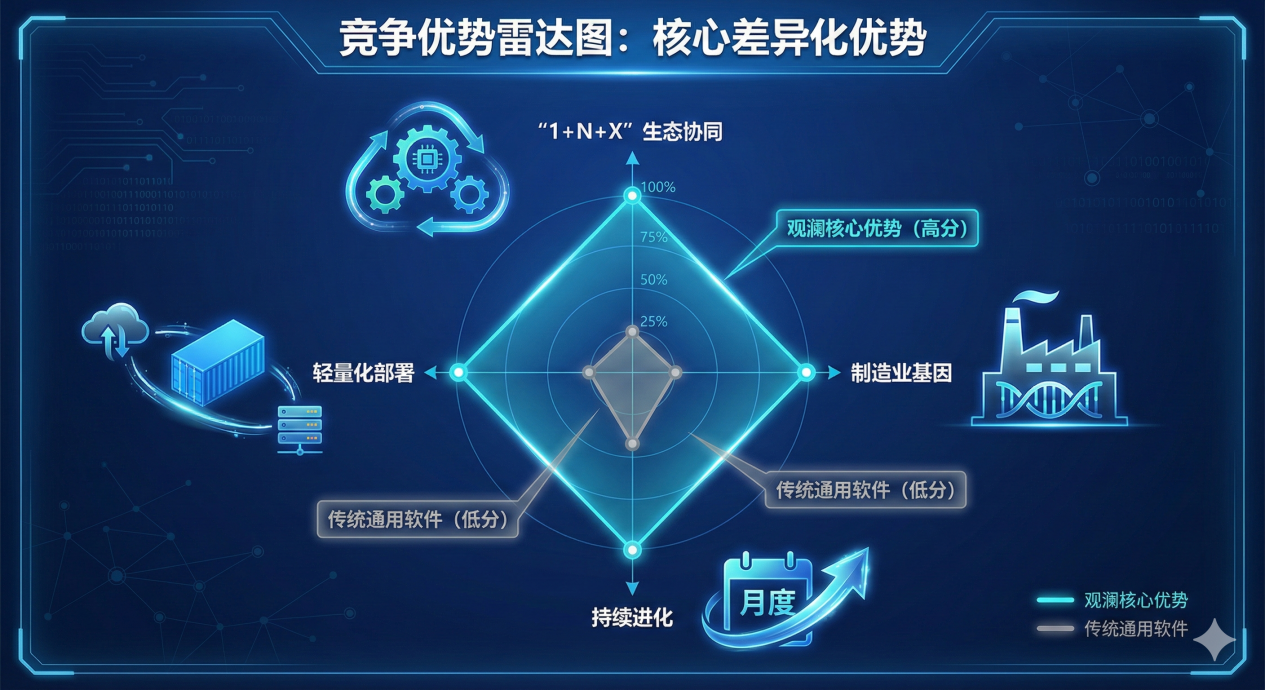 竞争优势雷达图：核心差异化优势
“1+N+X”生态协同
100%
75%
50%
25%
观澜核心优势（高分）
轻量化部署
制造业基因
传统通用软件（低分）
传统通用软件（低分）
持续进化
月度
观澜核心优势
传统通用软件